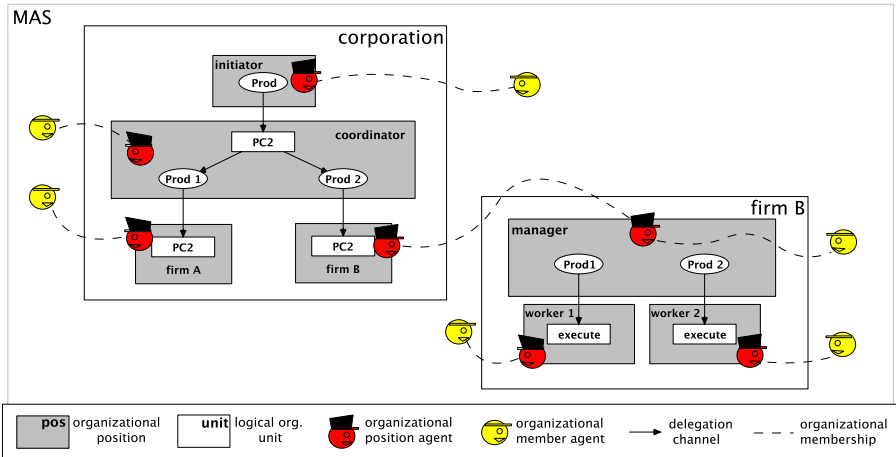 MAS
corporation
initiator
Prod
coordinator
PC2
Prod 1
Prod 2
PC2
firm A
PC2
firm B
firm B
manager
Prod1
Prod 2
worker 1
execute
worker 2
execute
pos organizational
position
unit logical org.
unit
organizational
position agent
organizational
member agent
delegation
channel
organizational
membership